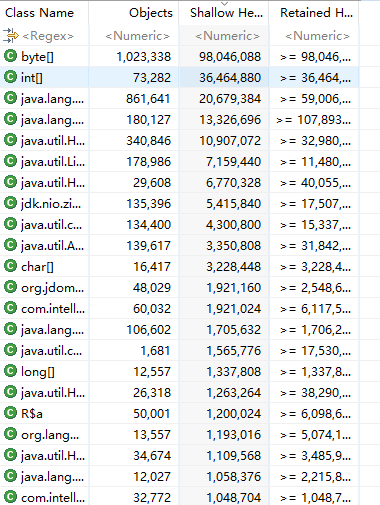 Class Name Objects Shallow He... Retained H...
<Regex> <Numeric> <Numeric> <Numeric>
byte[] 1,023,338 98,046,088 >= 98,046,...
int[] 73,282 36,464,880 >= 36,464,...
java.lang.... 861,641 20,679,384 >= 59,006,...
java.lang.... 180,127 13,326,696 >= 107,893...
java.util.H... 340,846 10,907,072 >= 32,980,...
java.util.Li... 178,986 7,159,440 >= 11,480,...
java.util.H... 29,608 6,770,328 >= 40,055,...
jdk.nio.zi... 135,396 5,415,840 >= 17,507,...
java.util.c... 134,400 4,300,800 >= 15,337,...
java.util.A... 139,617 3,350,808 >= 31,842,...
char[] 16,417 3,228,448 >= 3,228,4...
org.jdom... 48,029 1,921,160 >= 2,548,6...
com.intell... 60,032 1,921,024 >= 6,117,5...
java.lang.... 106,602 1,705,632 >= 1,706,2...
java.util.c... 1,681 1,565,776 >= 17,530,...
long[] 12,557 1,337,808 >= 1,337,8...
java.util.H... 26,318 1,263,264 >= 38,290,...
R$a 50,001 1,200,024 >= 6,098,6...
org.lang... 13,557 1,193,016 >= 5,074,1...
java.util.H... 34,674 1,109,568 >= 3,485,9...
java.lang.... 12,027 1,058,376 >= 2,215,8...
com.intell... 32,772 1,048,704 >= 1,048,7...